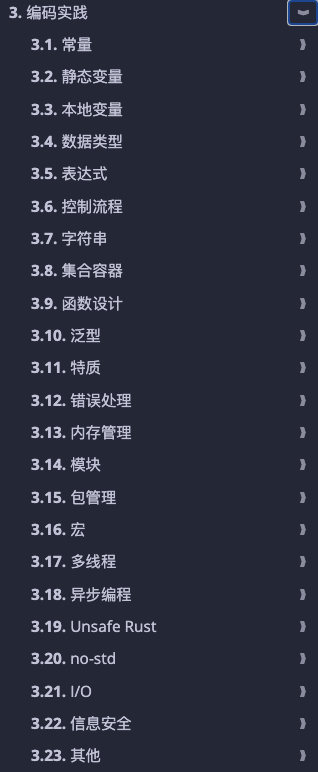 3. 编码实践
3.1. 常量
3.2. 静态变量
3.3. 本地变量
3.4. 数据类型
3.5. 表达式
3.6. 控制流程
3.7. 字符串
3.8. 集合容器
3.9. 函数设计
3.10. 泛型
3.11. 特质
3.12. 错误处理
3.13. 内存管理
3.14. 模块
3.15. 包管理
3.16. 宏
3.17. 多线程
3.18. 异步编程
3.19. Unsafe Rust
3.20. no-std
3.21. I/O
3.22. 信息安全
3.23. 其他